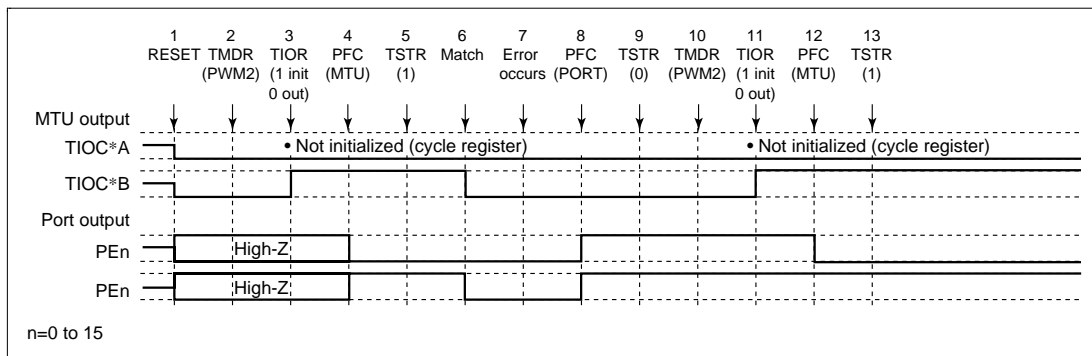 1 2 3 4 5 6 7 8 9 10 11 12 13
RESET TMDR TIOR PFC TSTR Match Error PFC TSTR TMDR TIOR PFC TSTR
(PWM2) (1 init (MTU) (1) occurs (PORT) (0) (PWM2) (1 init (MTU) (1)
0 out) 0 out)
MTU output
TIOC*A • Not initialized (cycle register) • Not initialized (cycle register)
TIOC*B
Port output
PEn High-Z
PEn High-Z
n=0 to 15